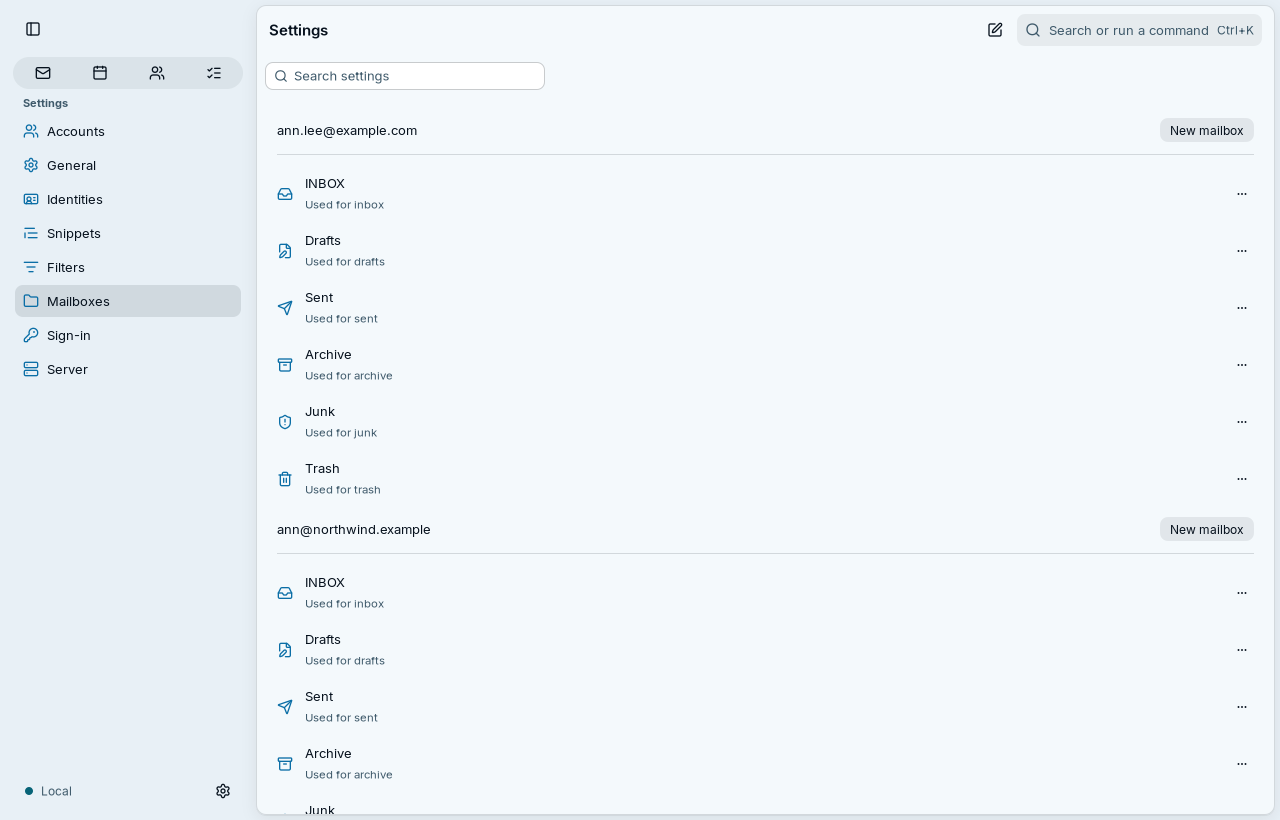 Settings
Search or run a command Ctrl+K
Search settings
Settings
Accounts
General
Identities
Snippets
Filters
Mailboxes
Sign-in
Server
Local
ann.lee@example.com
New mailbox
INBOX
Used for inbox
Drafts
Used for drafts
Sent
Used for sent
Archive
Used for archive
Junk
Used for junk
Trash
Used for trash
ann@northwind.example
New mailbox
INBOX
Used for inbox
Drafts
Used for drafts
Sent
Used for sent
Archive
Used for archive
Junk